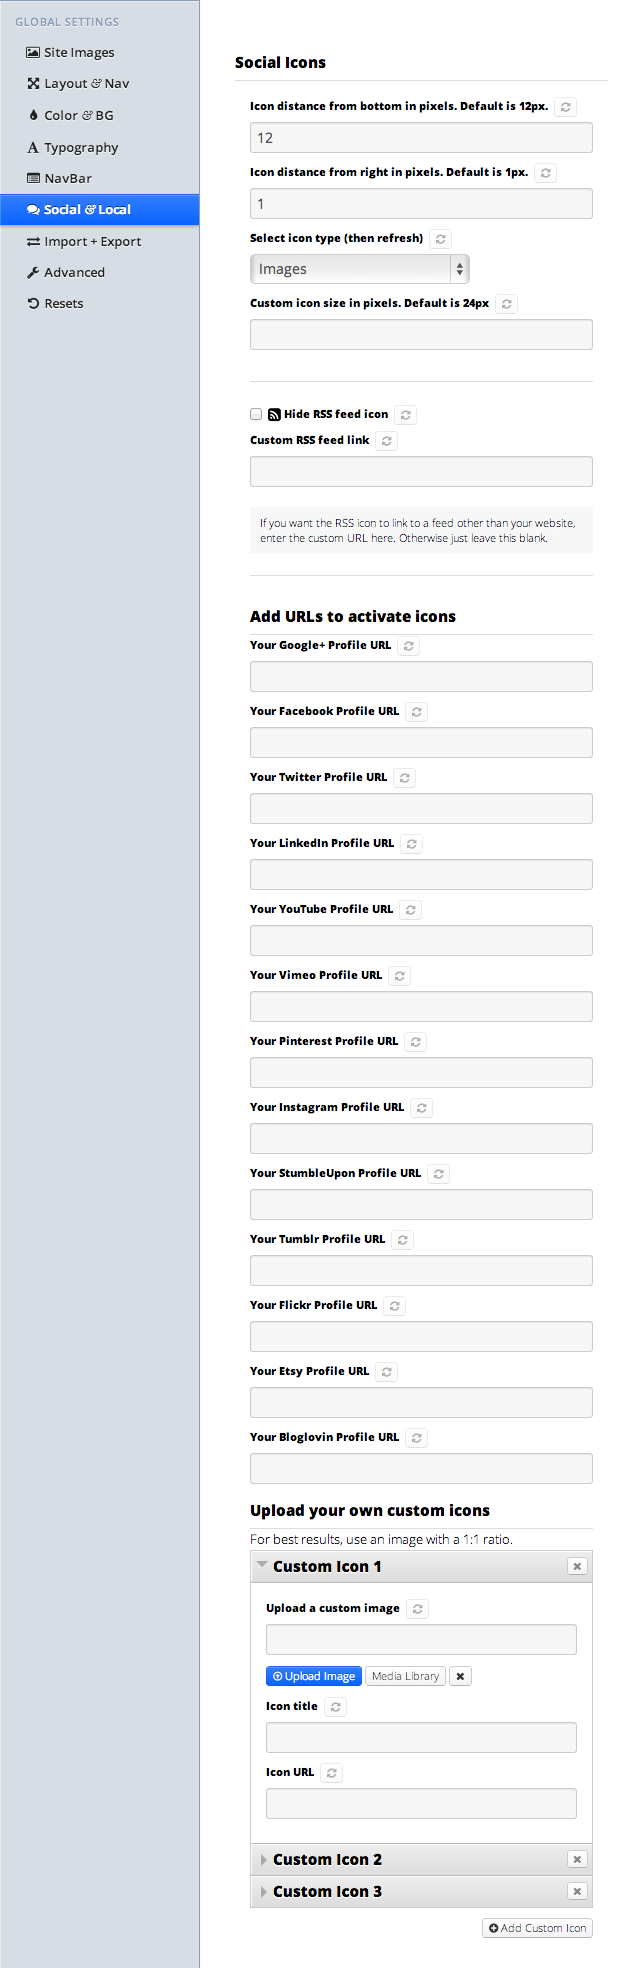 GLOBAL SETTINGS
Site Images
Layout & Nav
Color & BG
Typography
NavBar
Social & Local
Import + Export
Advanced
Resets
Social Icons
Icon distance from bottom in pixels. Default is 12px.
12
Icon distance from right in pixels. Default is 1px.
1
Select icon type (then refresh)
Images
Custom icon size in pixels. Default is 24px
Hide RSS feed icon
Custom RSS feed link
If you want the RSS icon to link to a feed other than your website,
enter the custom URL here. Otherwise just leave this blank.
Add URLs to activate icons
Your Google+ Profile URL
Your Facebook Profile URL
Your Twitter Profile URL
Your LinkedIn Profile URL
Your YouTube Profile URL
Your Vimeo Profile URL
Your Pinterest Profile URL
Your Instagram Profile URL
Your StumbleUpon Profile URL
Your Tumblr Profile URL
Your Flickr Profile URL
Your Etsy Profile URL
Your Bloglovin Profile URL
Upload your own custom icons
For best results, use an image with a 1:1 ratio.
Custom Icon 1
Upload a custom image
Upload Image Media Library
Icon title
Icon URL
Custom Icon 2
Custom Icon 3
Add Custom Icon